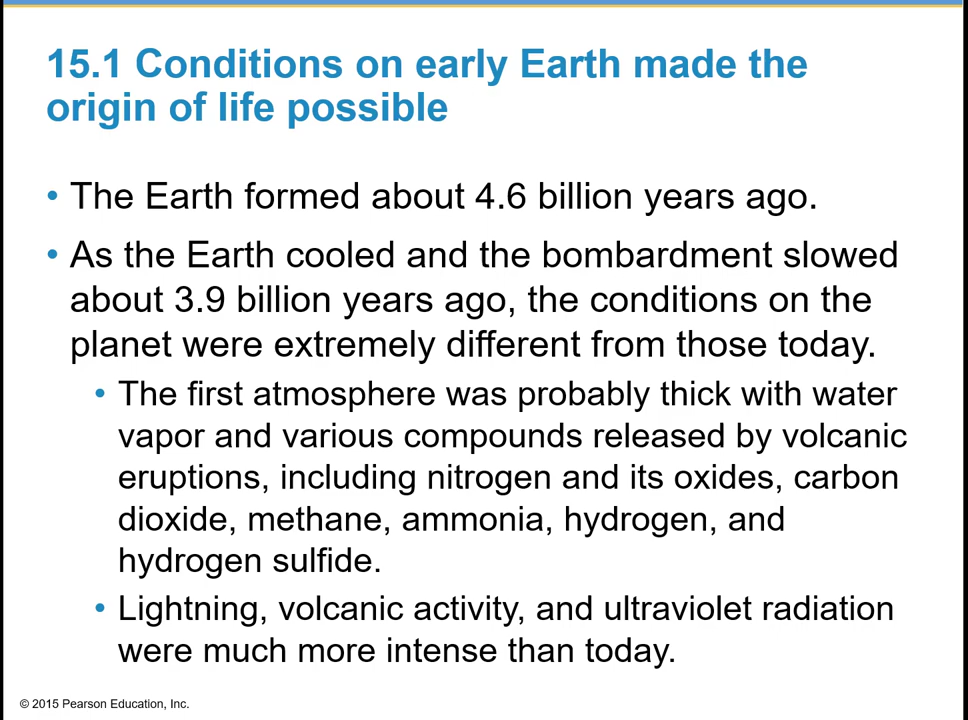 15.1 Conditions on early Earth made the
origin of life possible
• The Earth formed about 4.6 billion years ago.
• As the Earth cooled and the bombardment slowed
about 3.9 billion years ago, the conditions on the
planet were extremely different from those today.
• The first atmosphere was probably thick with water
vapor and various compounds released by volcanic
eruptions, including nitrogen and its oxides, carbon
dioxide, methane, ammonia, hydrogen, and
hydrogen sulfide.
• Lightning, volcanic activity, and ultraviolet radiation
were much more intense than today.
© 2015 Pearson Education, Inc.